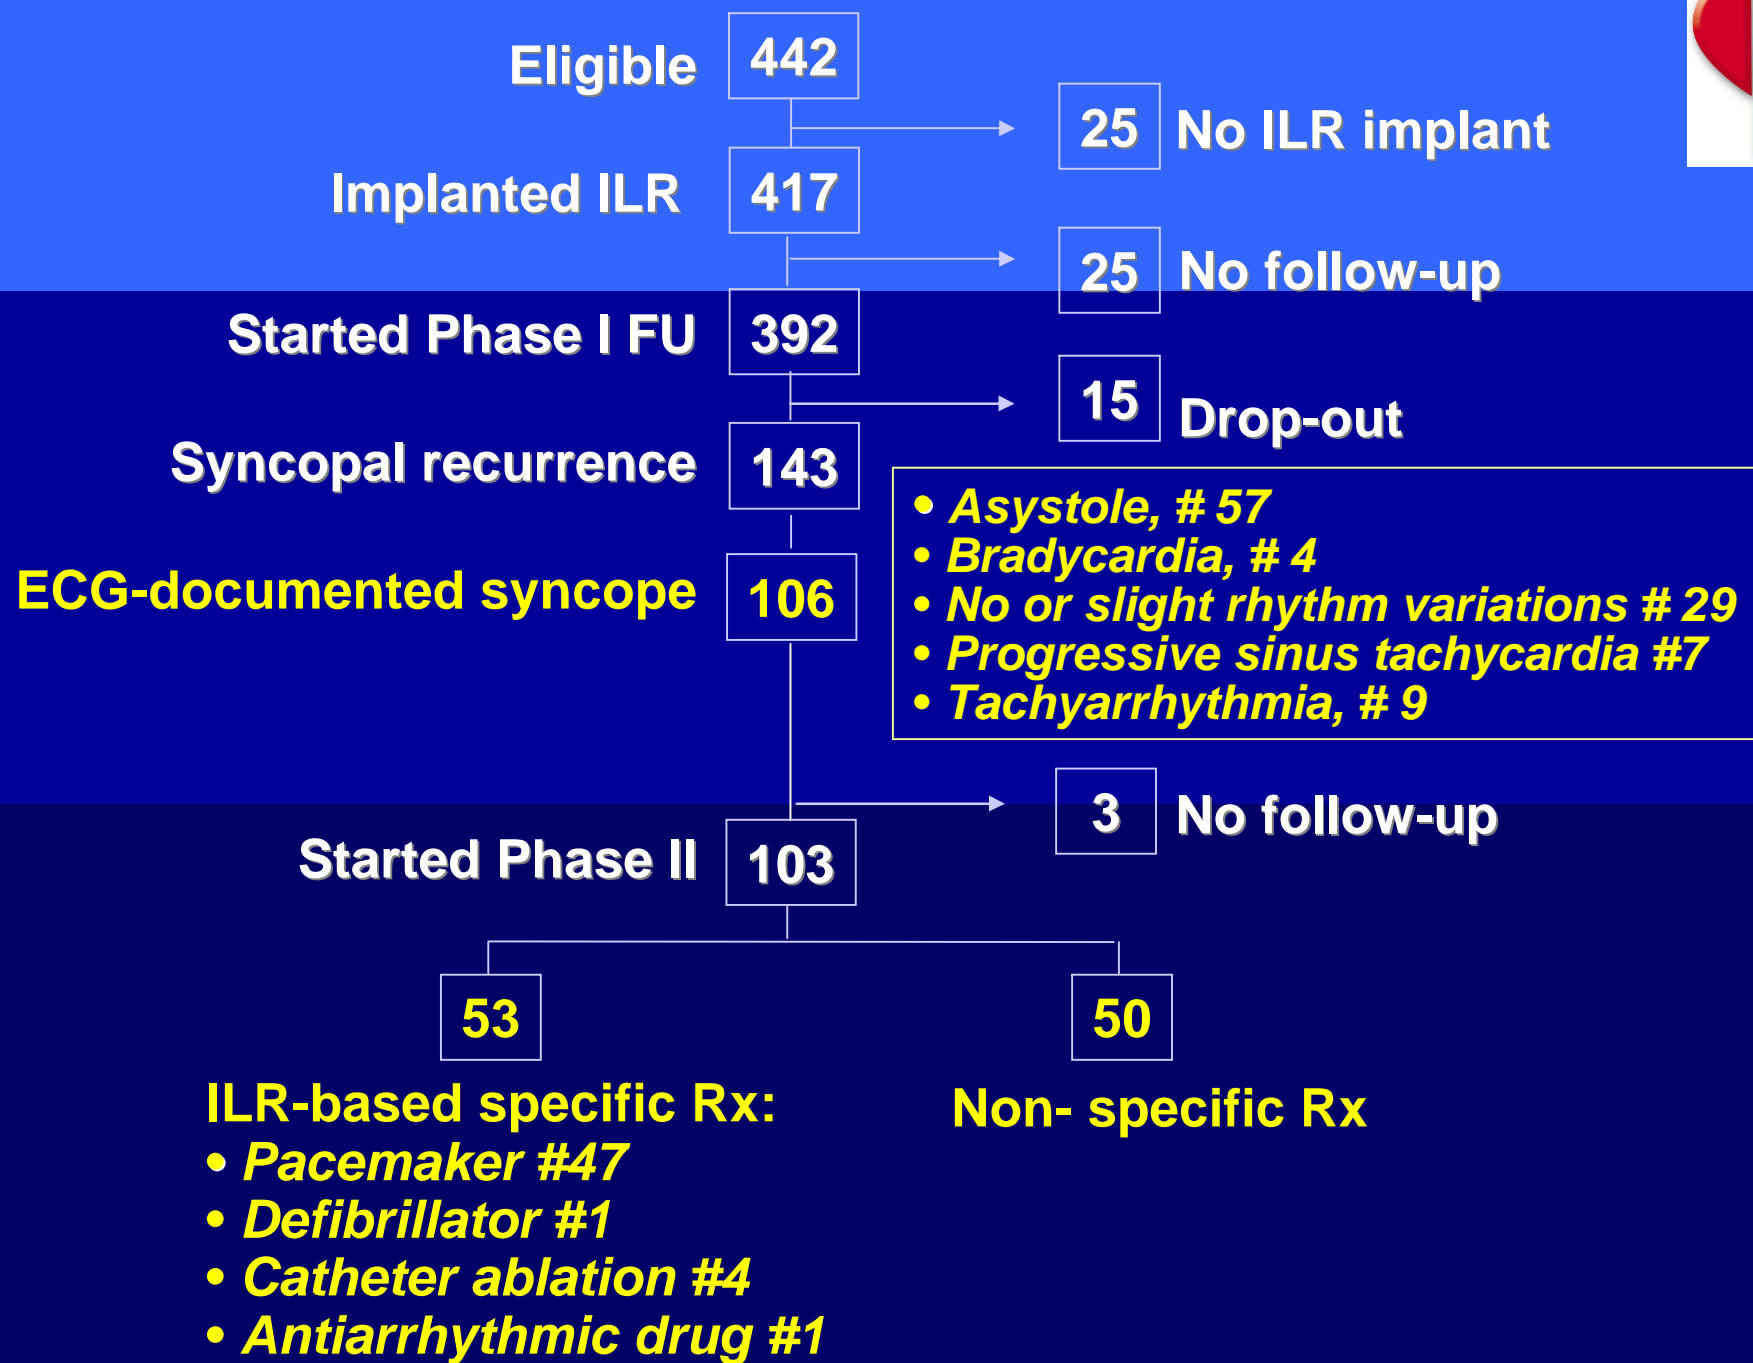 Eligible 442
25 No ILR implant
Implanted ILR 417
25 No follow-up
Started Phase I FU 392
15 Drop-out
Syncopal recurrence 143
• Asystole, # 57
• Bradycardia, # 4
• No or slight rhythm variations # 29
• Progressive sinus tachycardia #7
• Tachyarrhythmia, # 9
ECG-documented syncope 106
3 No follow-up
Started Phase II 103
53
ILR-based specific Rx:
• Pacemaker #47
• Defibrillator #1
• Catheter ablation #4
• Antiarrhythmic drug #1
50
Non- specific Rx